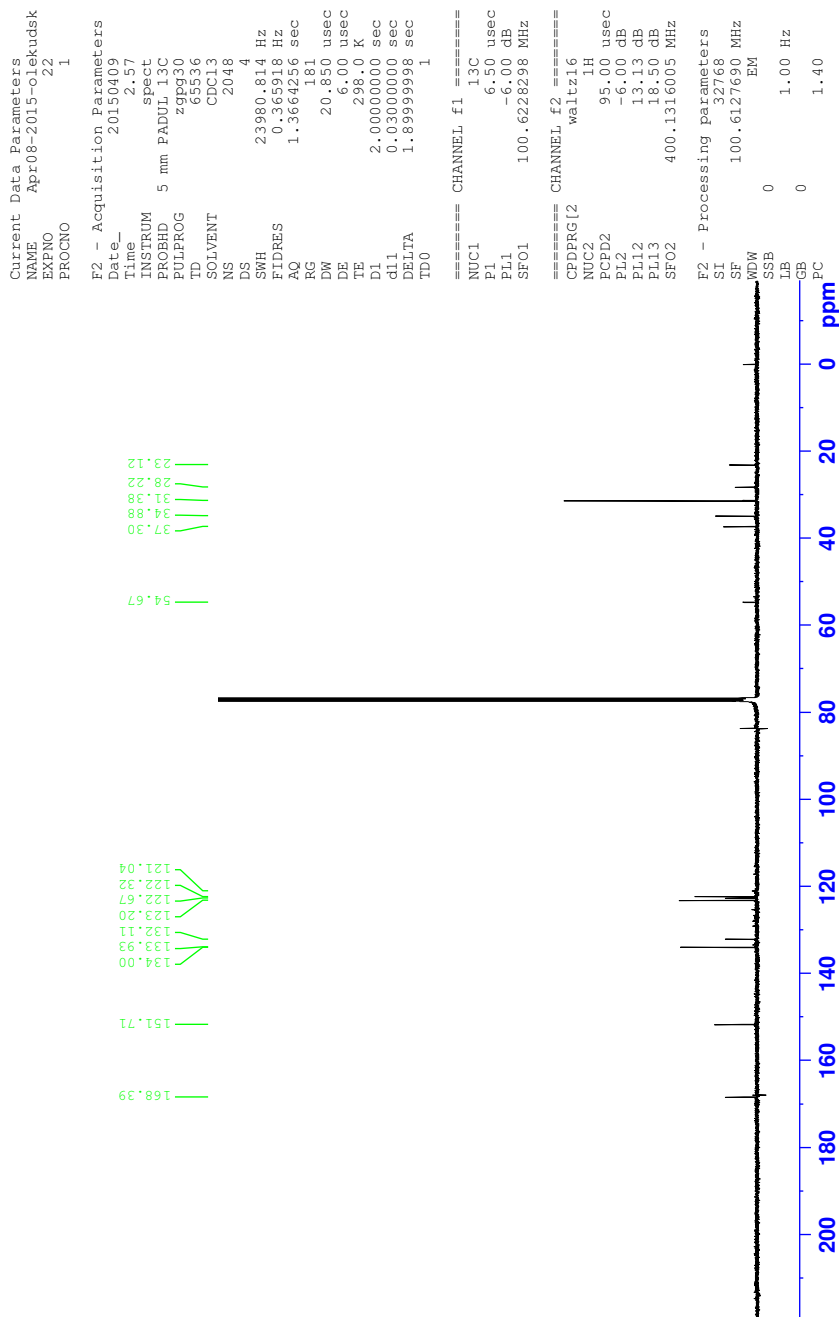 Current Data Parameters
NAME Apr08-2015-olekudsk
EXPNO 22
PROCNO 1
F2 - Acquisition Parameters
Date_ 20150409
Time 2.57
INSTRUM spect
PROBHD 5 mm PADUL 13C
PULPROG zgpg30
TD 65536
SOLVENT CDCl3
NS 2048
DS 4
SWH 23980.814 Hz
FIDRES 0.365918 Hz
AQ 1.3664256 sec
RG 181
DW 20.850 usec
DE 6.00 usec
TE 298.0 K
D1 2.00000000 sec
d11 0.03000000 sec
DELTA 1.89999998 sec
TD0 1
======== CHANNEL f1 ========
NUC1 13C
P1 6.50 usec
PL1 -6.00 dB
SFO1 100.6228298 MHz
======== CHANNEL f2 ========
CPDPRG[2 waltz16
NUC2 1H
PCPD2 95.00 usec
PL2 -6.00 dB
PL12 13.13 dB
PL13 18.50 dB
SFO2 400.1316005 MHz
F2 - Processing parameters
SI 32768
SF 100.6127690 MHz
WDW EM
SSB 0
LB 1.00 Hz
GB 0
PC 1.40
168.39
151.71
134.00
133.93
132.11
123.20
122.67
122.32
121.04
54.67
37.30
34.88
31.38
28.22
23.12
200 180 160 140 120 100 80 60 40 20 0 ppm